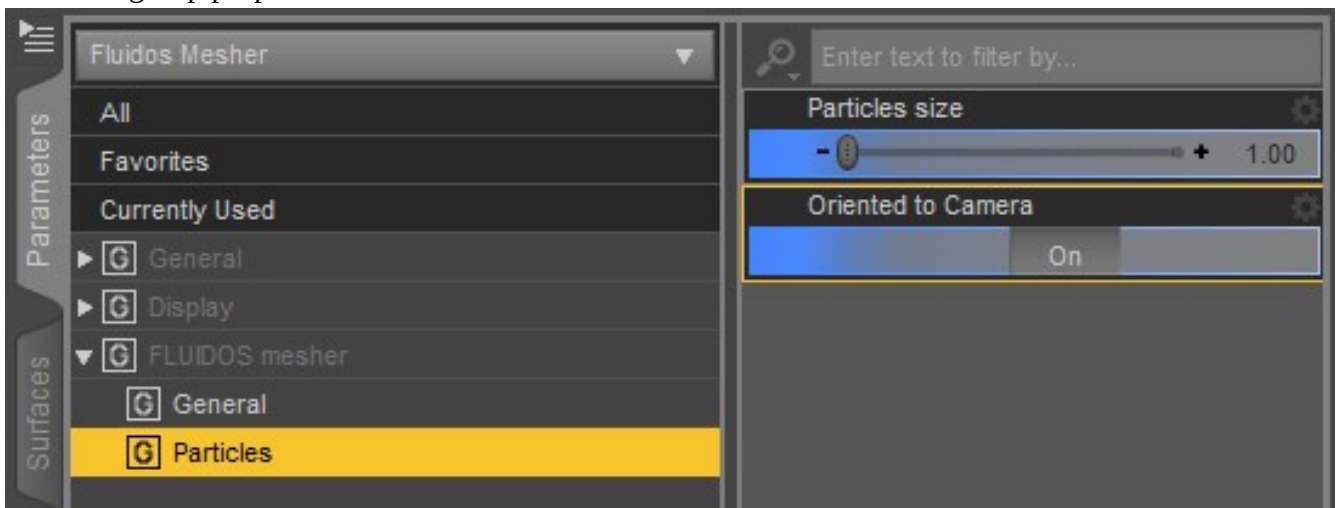 Parameters
Surfaces
Fluidos Mesher
All
Favorites
Currently Used
G General
G Display
G FLUIDOS mesher
G General
G Particles
Enter text to filter by...
Particles size
- + 1.00
Oriented to Camera
On